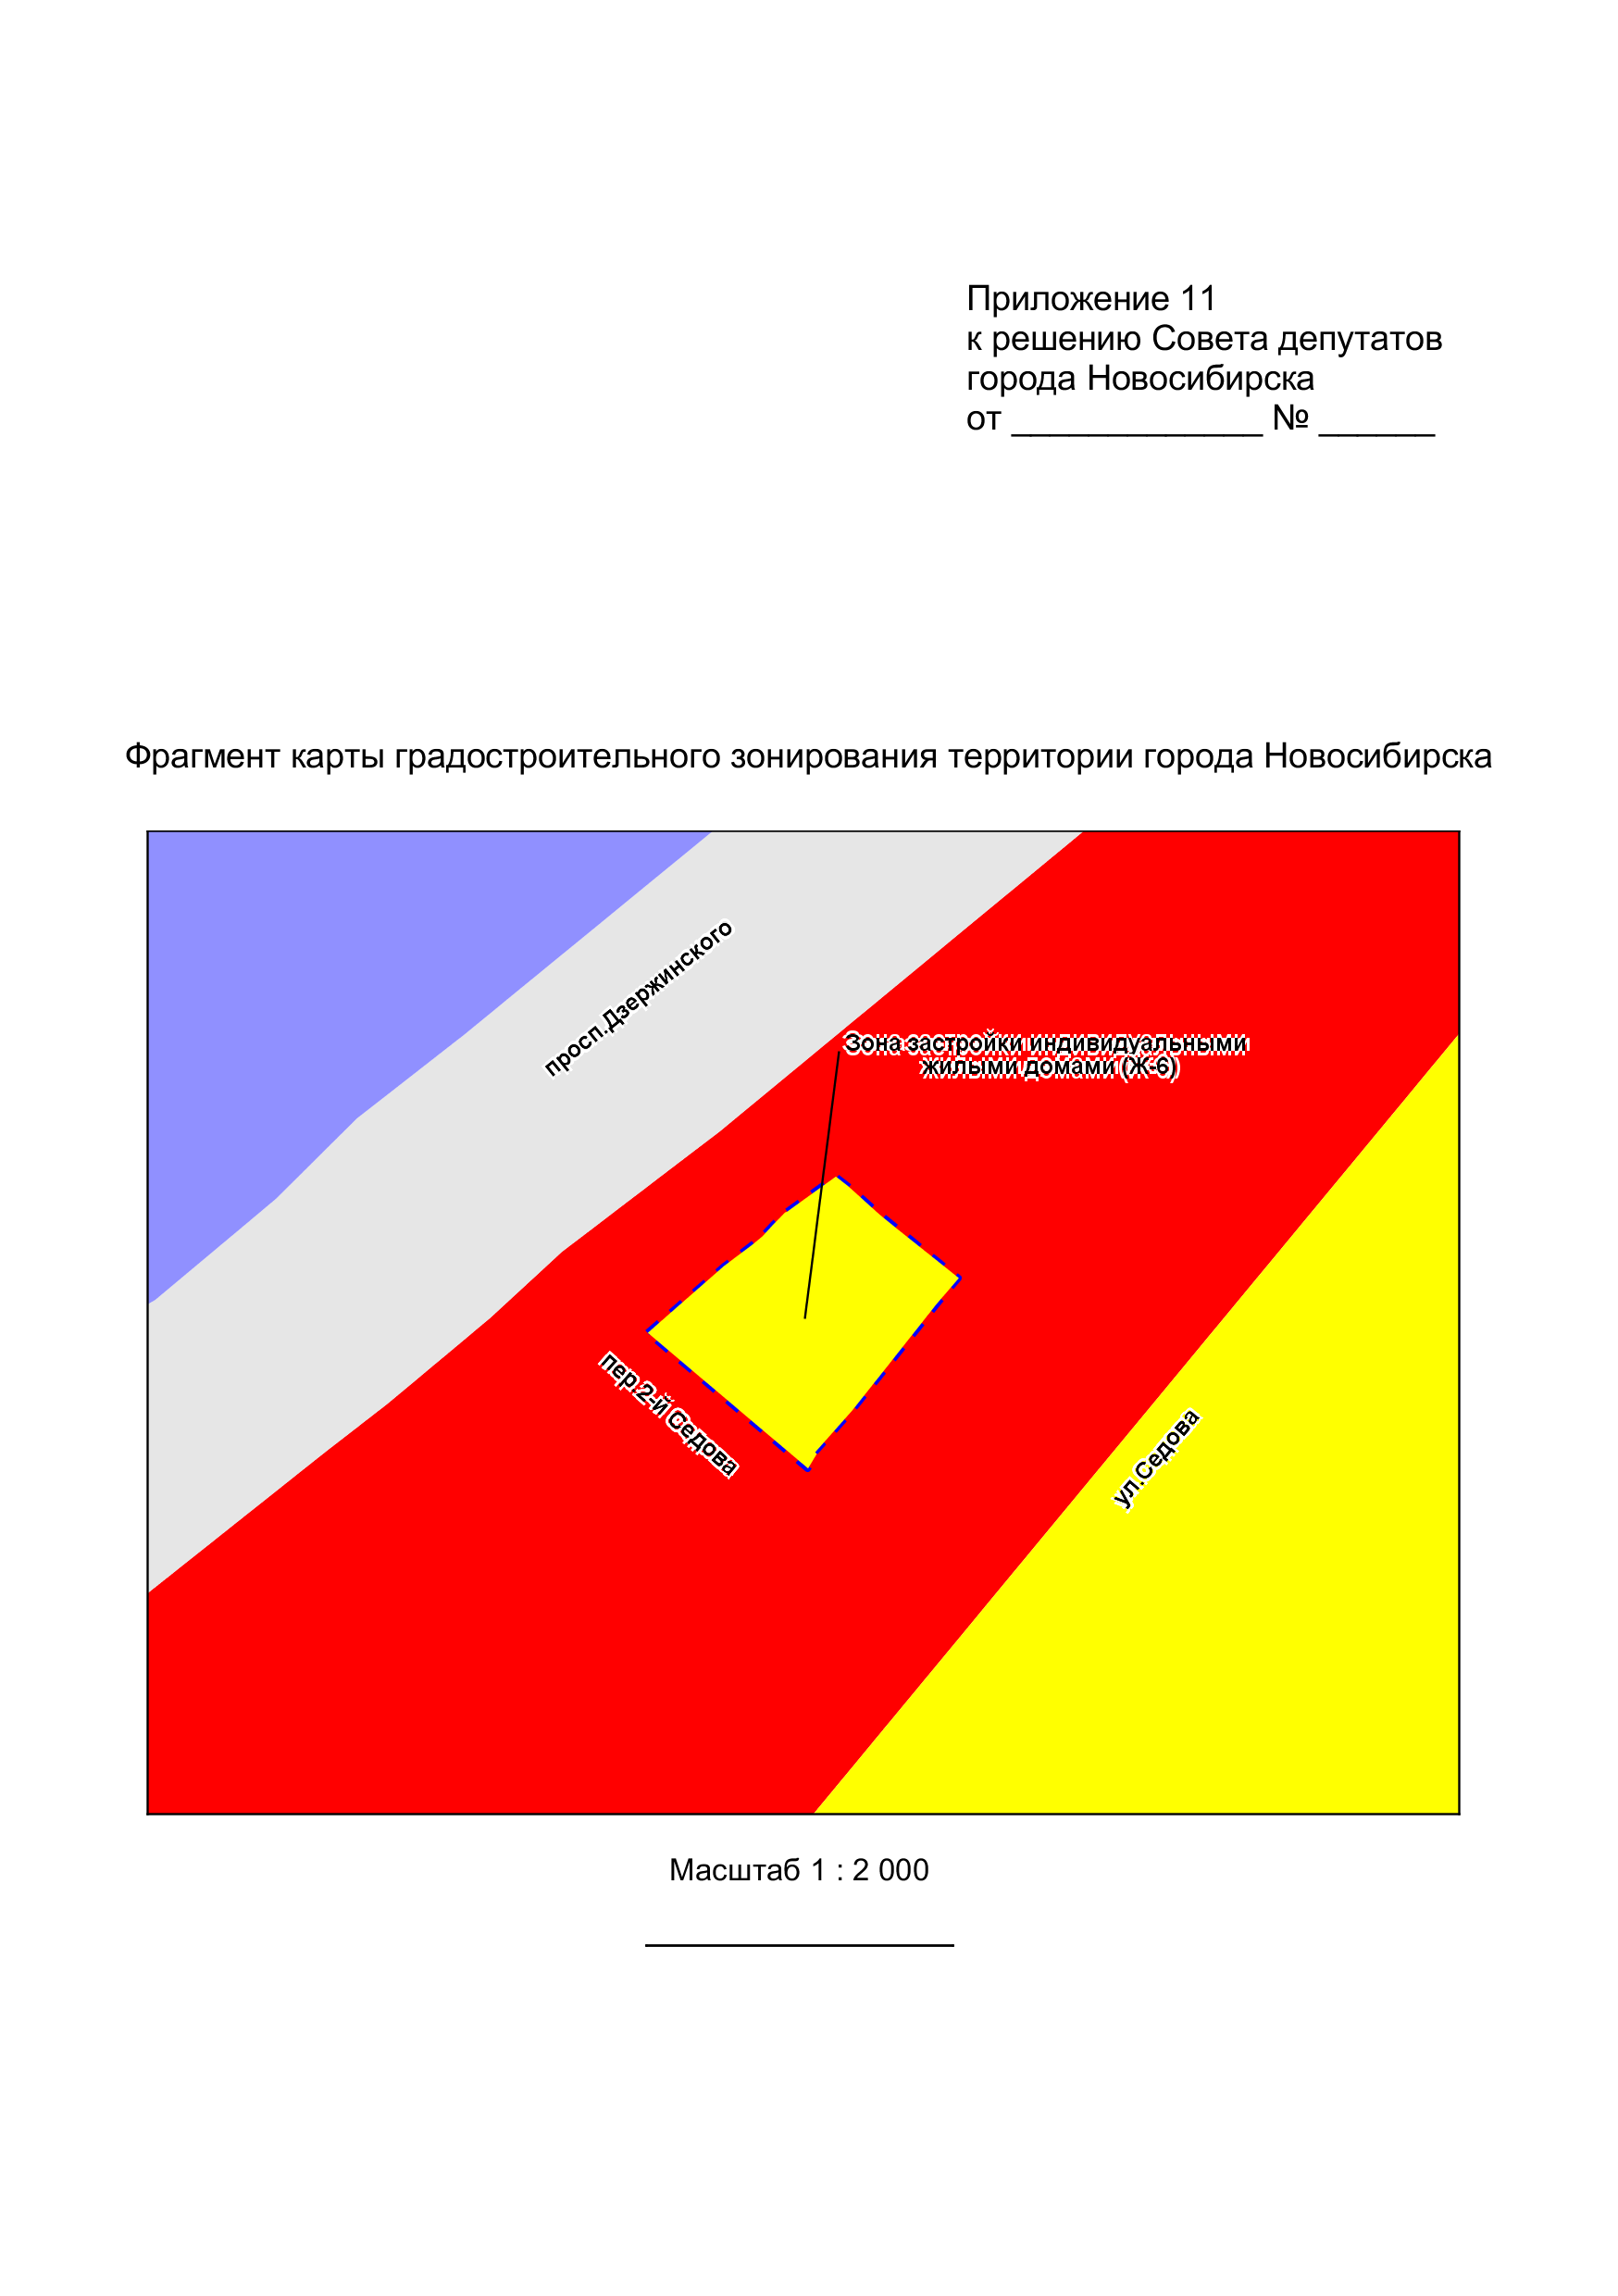 Приложение 11
к решению Совета депутатов
города Новосибирска
от _____________ № ______
Фрагмент карты градостроительного зонирования территории города Новосибирска
просп.Дзержинского
Зона застройки индивидуальными
жилыми домами (Ж-6)
пер.2-й Седова
ул.Седова
Масштаб 1 : 2 000